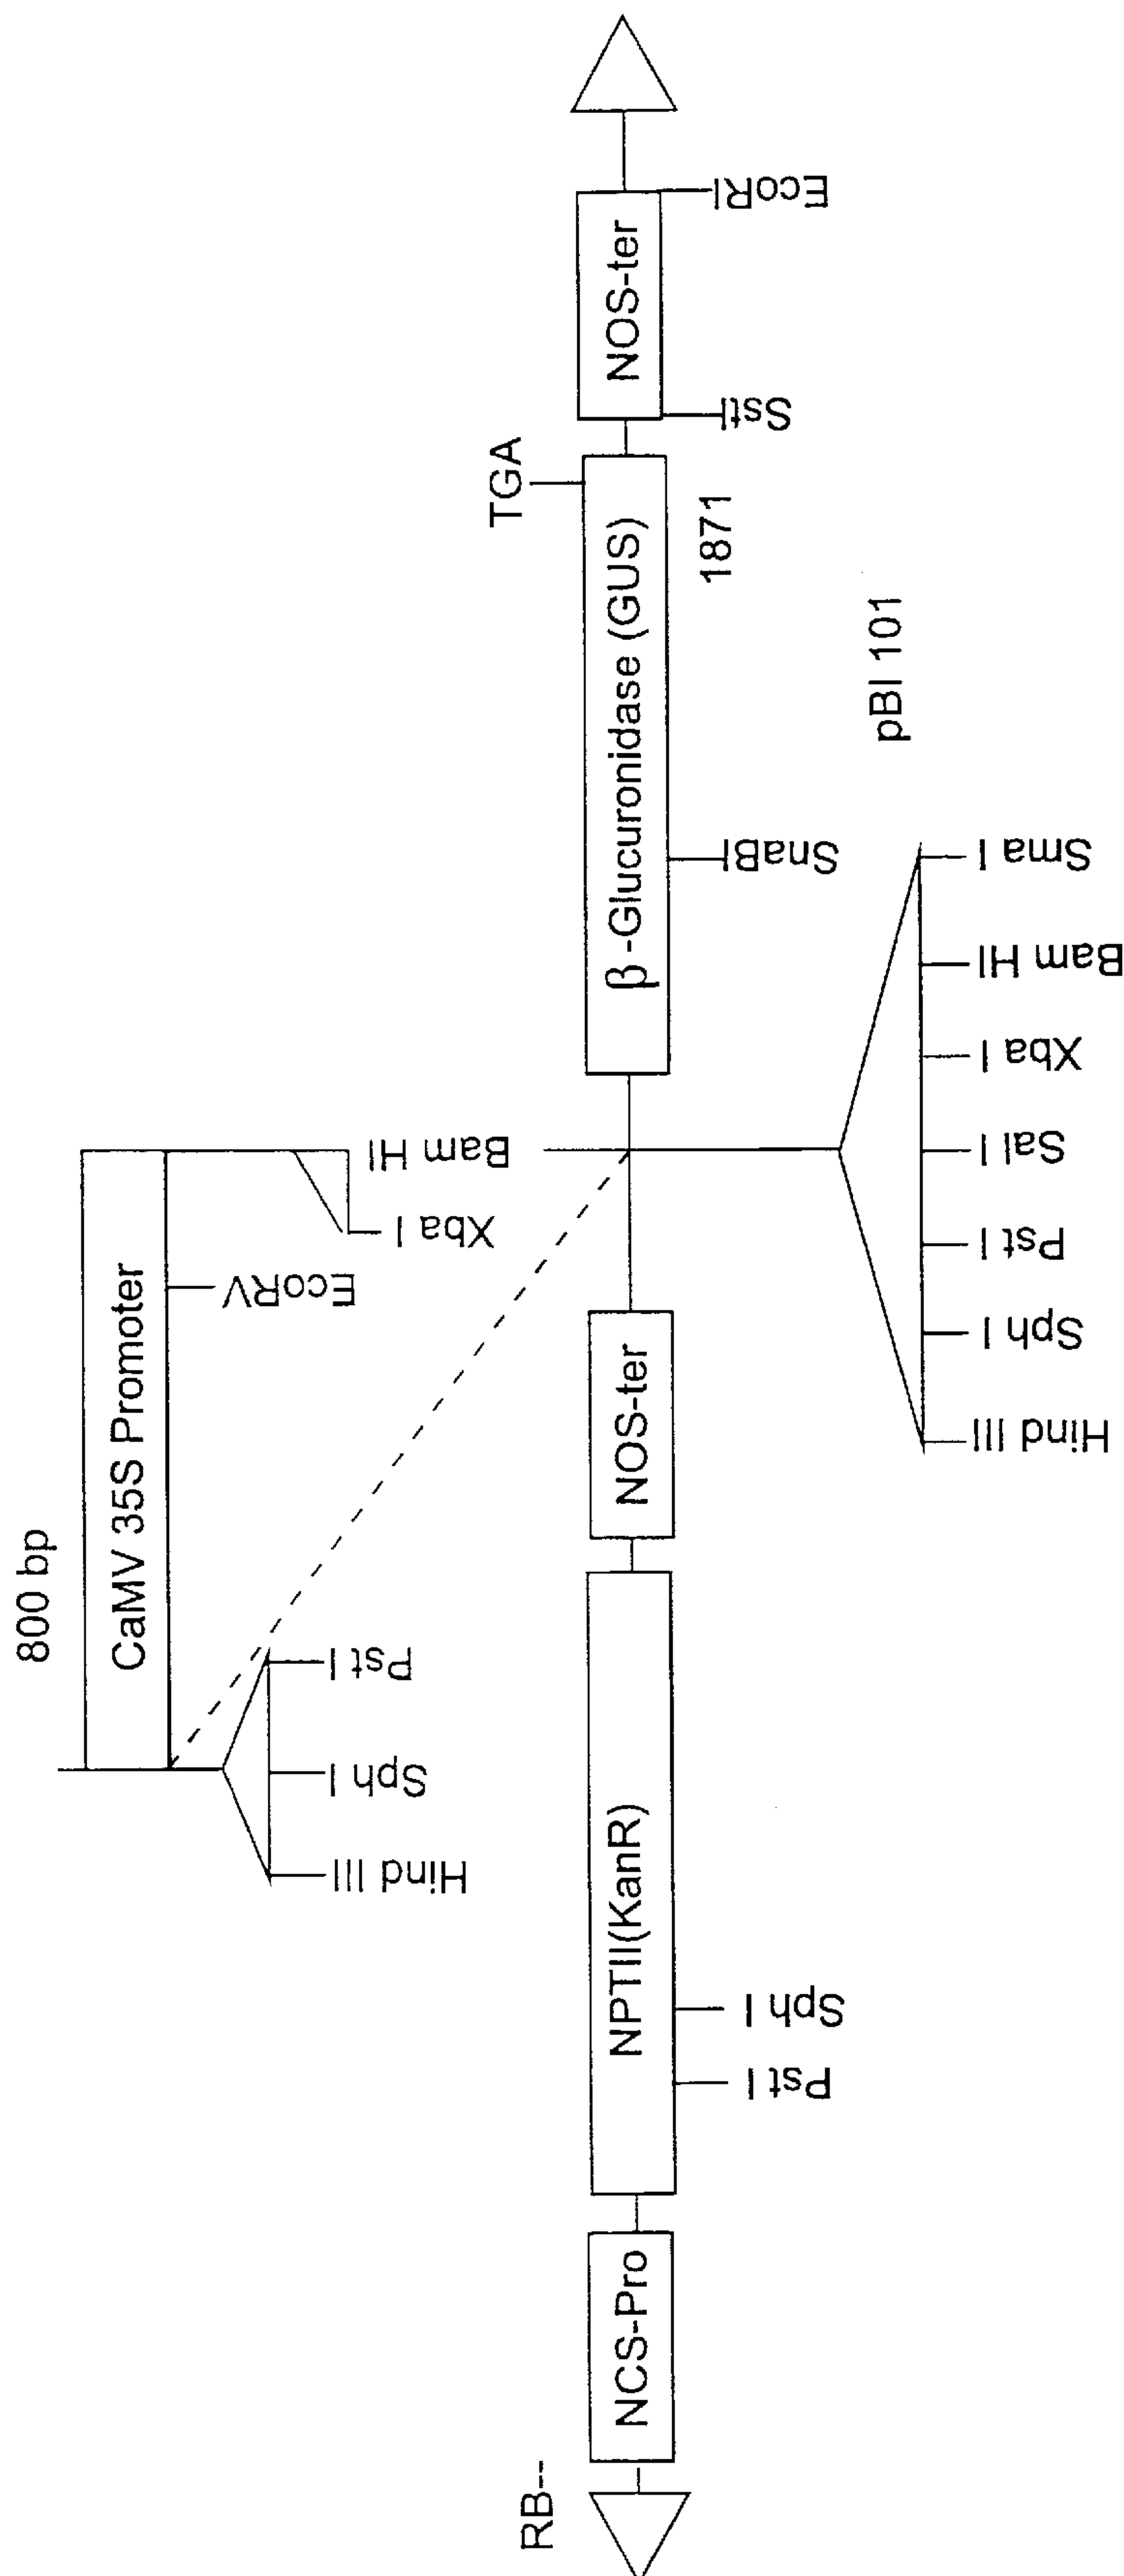 800 bp
CaMV 35S Promoter
Hind III
Sph I
Pst I
EcoRV
Xba I
Bam HI
RB--
NCS-Pro
NPTII(KanR)
NOS-ter
β-Glucuronidase (GUS)
TGA
NOS-ter
Pst I
Sph I
SnaBI
1871
SstI
EcoRI
pBI 101
Hind III
Sph I
Pst I
Sal I
Xba I
Bam HI
Sma I